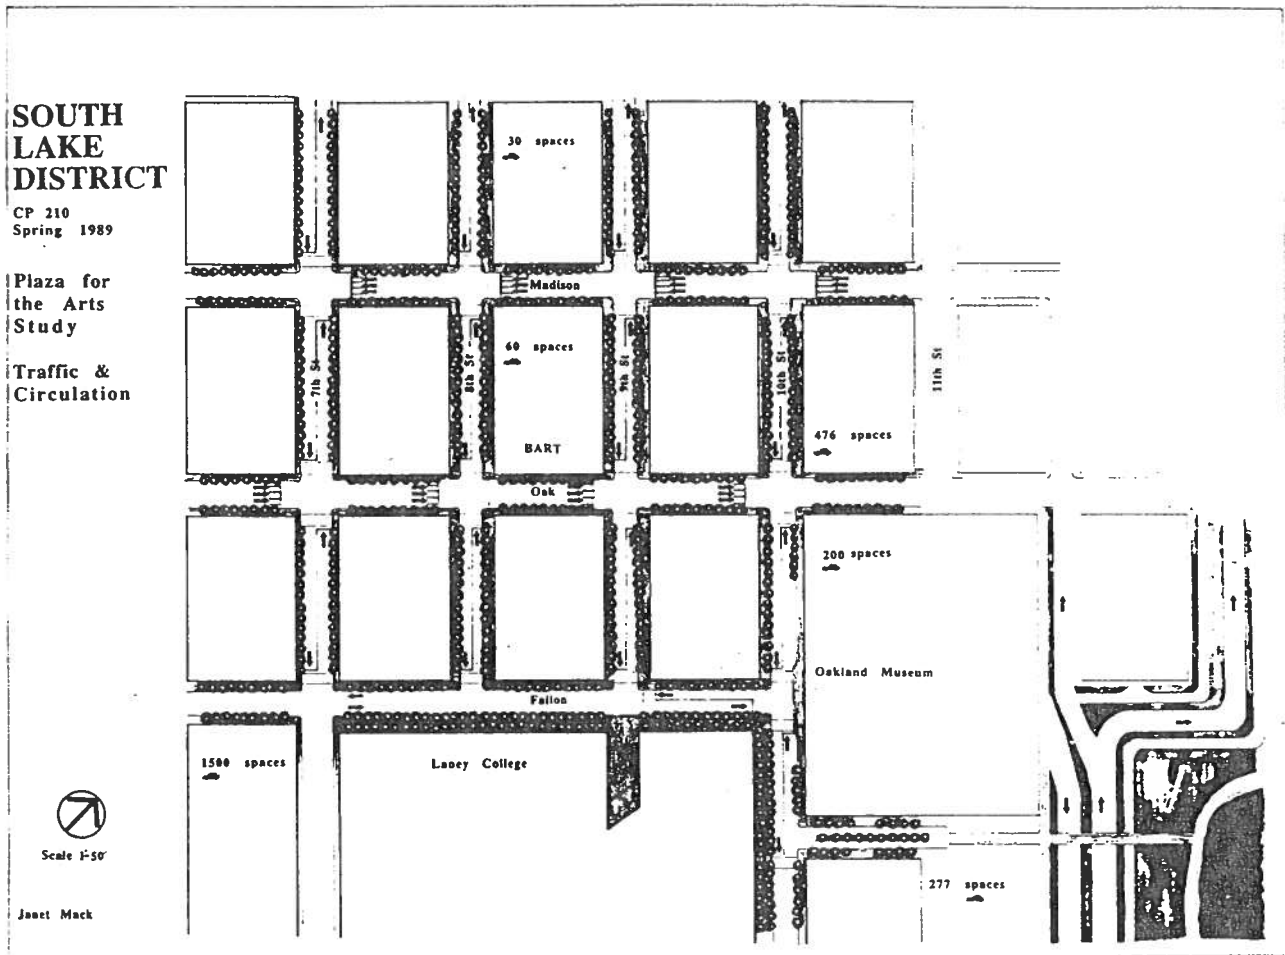 SOUTH
LAKE
DISTRICT
CP 210
Spring 1989
Plaza for
the Arts
Study
Traffic &
Circulation
30 spaces
Madison
60 spaces
7th St
8th St
9th St
10th St
11th St
476 spaces
BART
Oak
200 spaces
Oakland Museum
Fallon
1500 spaces
Laney College
277 spaces
Scale 1"-50'
Janet Mack